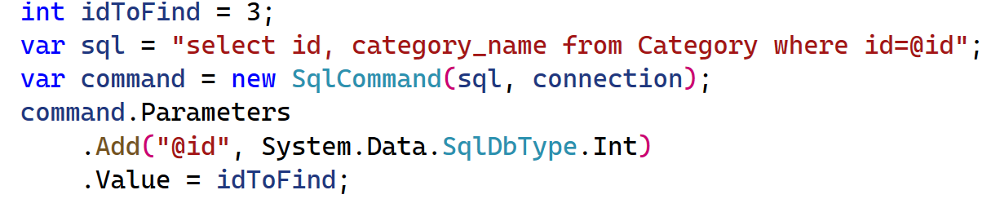 int idToFind = 3;
var sql = "select id, category_name from Category where id=@id";
var command = new SqlCommand(sql, connection);
command.Parameters
    .Add("@id", System.Data.SqlDbType.Int)
    .Value = idToFind;